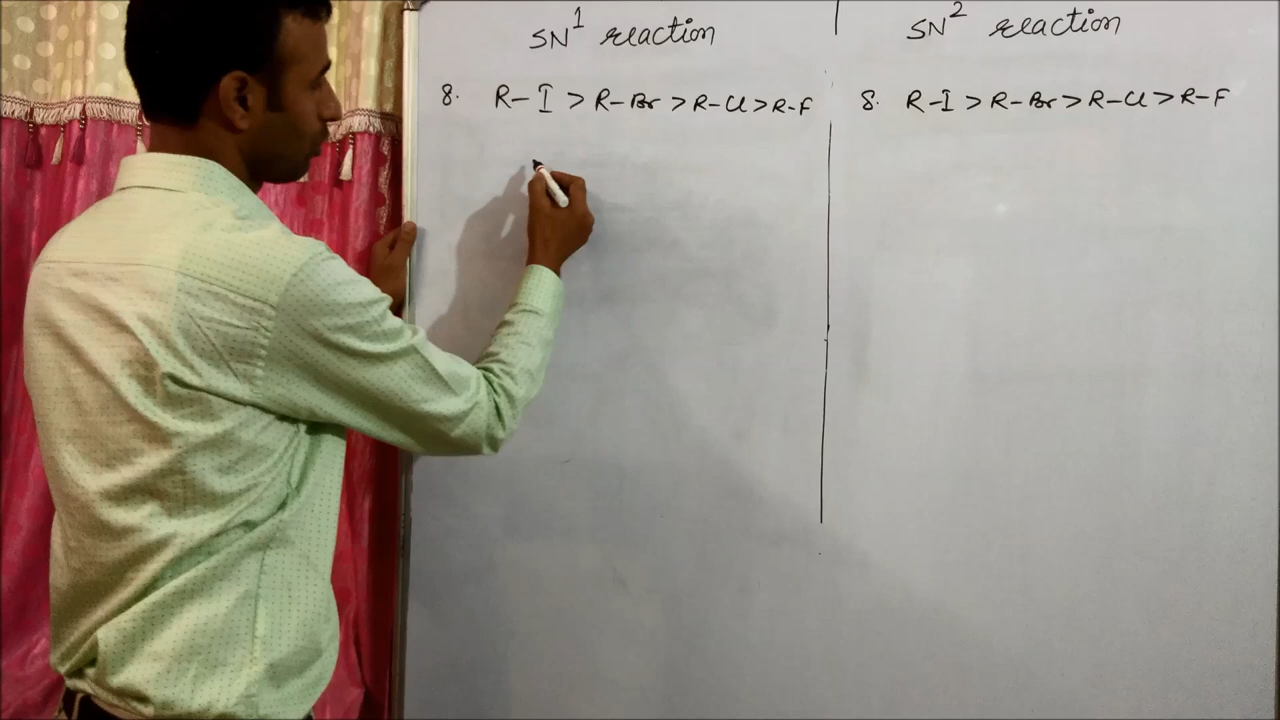 SN¹ reaction
8. R-I > R-Br > R-Cl > R-F
SN² reaction
8. R-I > R-Br > R-Cl > R-F